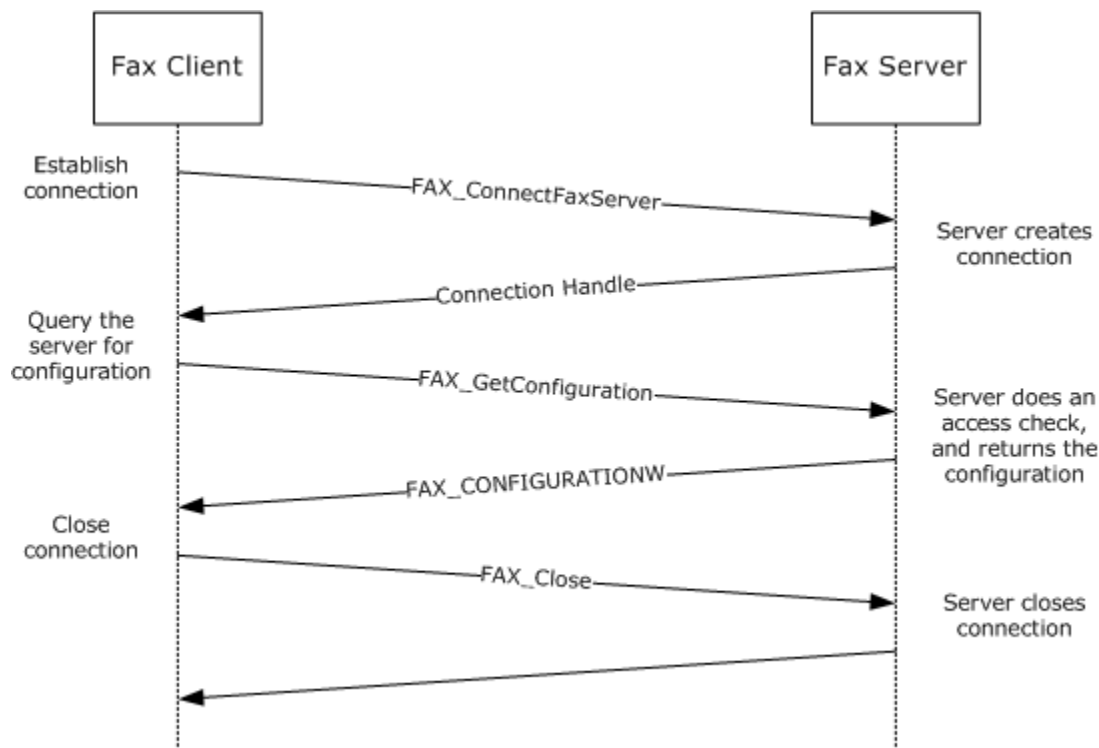 Fax Client
Fax Server
Establish
connection
FAX_ConnectFaxServer
Server creates
connection
Connection Handle
Query the
server for
configuration
FAX_GetConfiguration
Server does an
access check,
and returns the
configuration
FAX_CONFIGURATIONW
Close
connection
FAX_Close
Server closes
connection